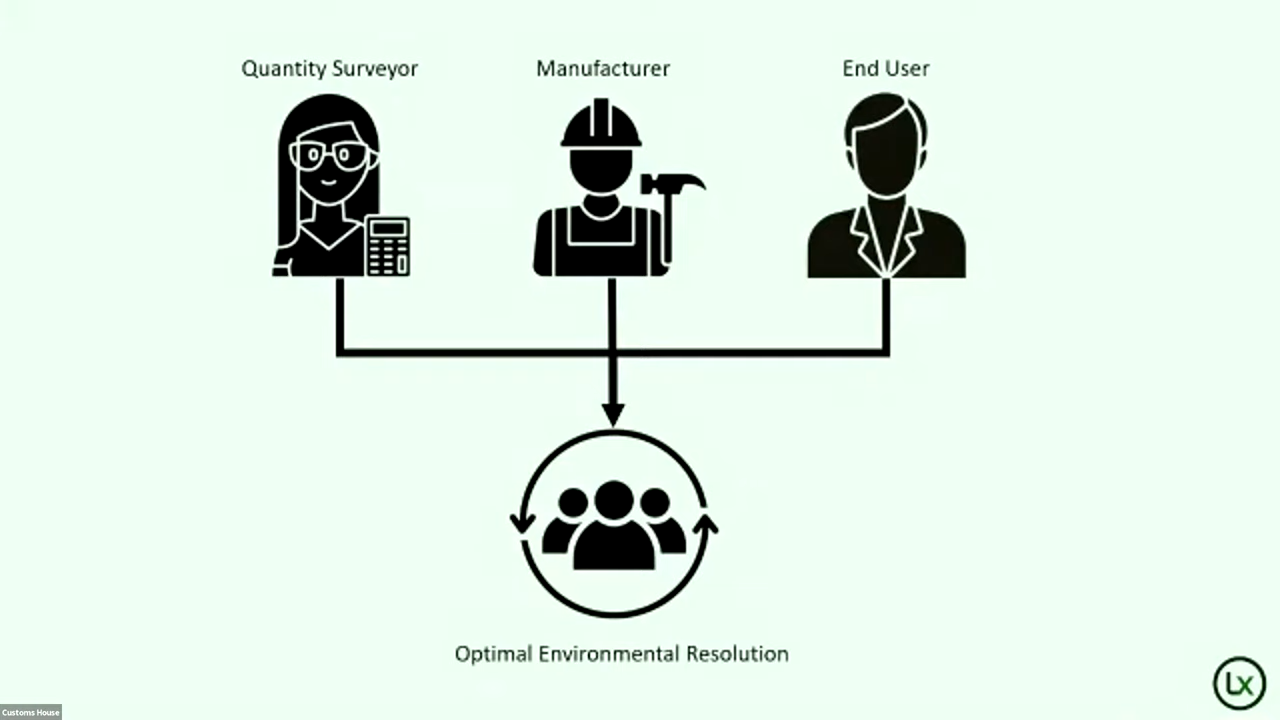 Quantity Surveyor
Manufacturer
End User
Optimal Environmental Resolution
Lx
Customs House